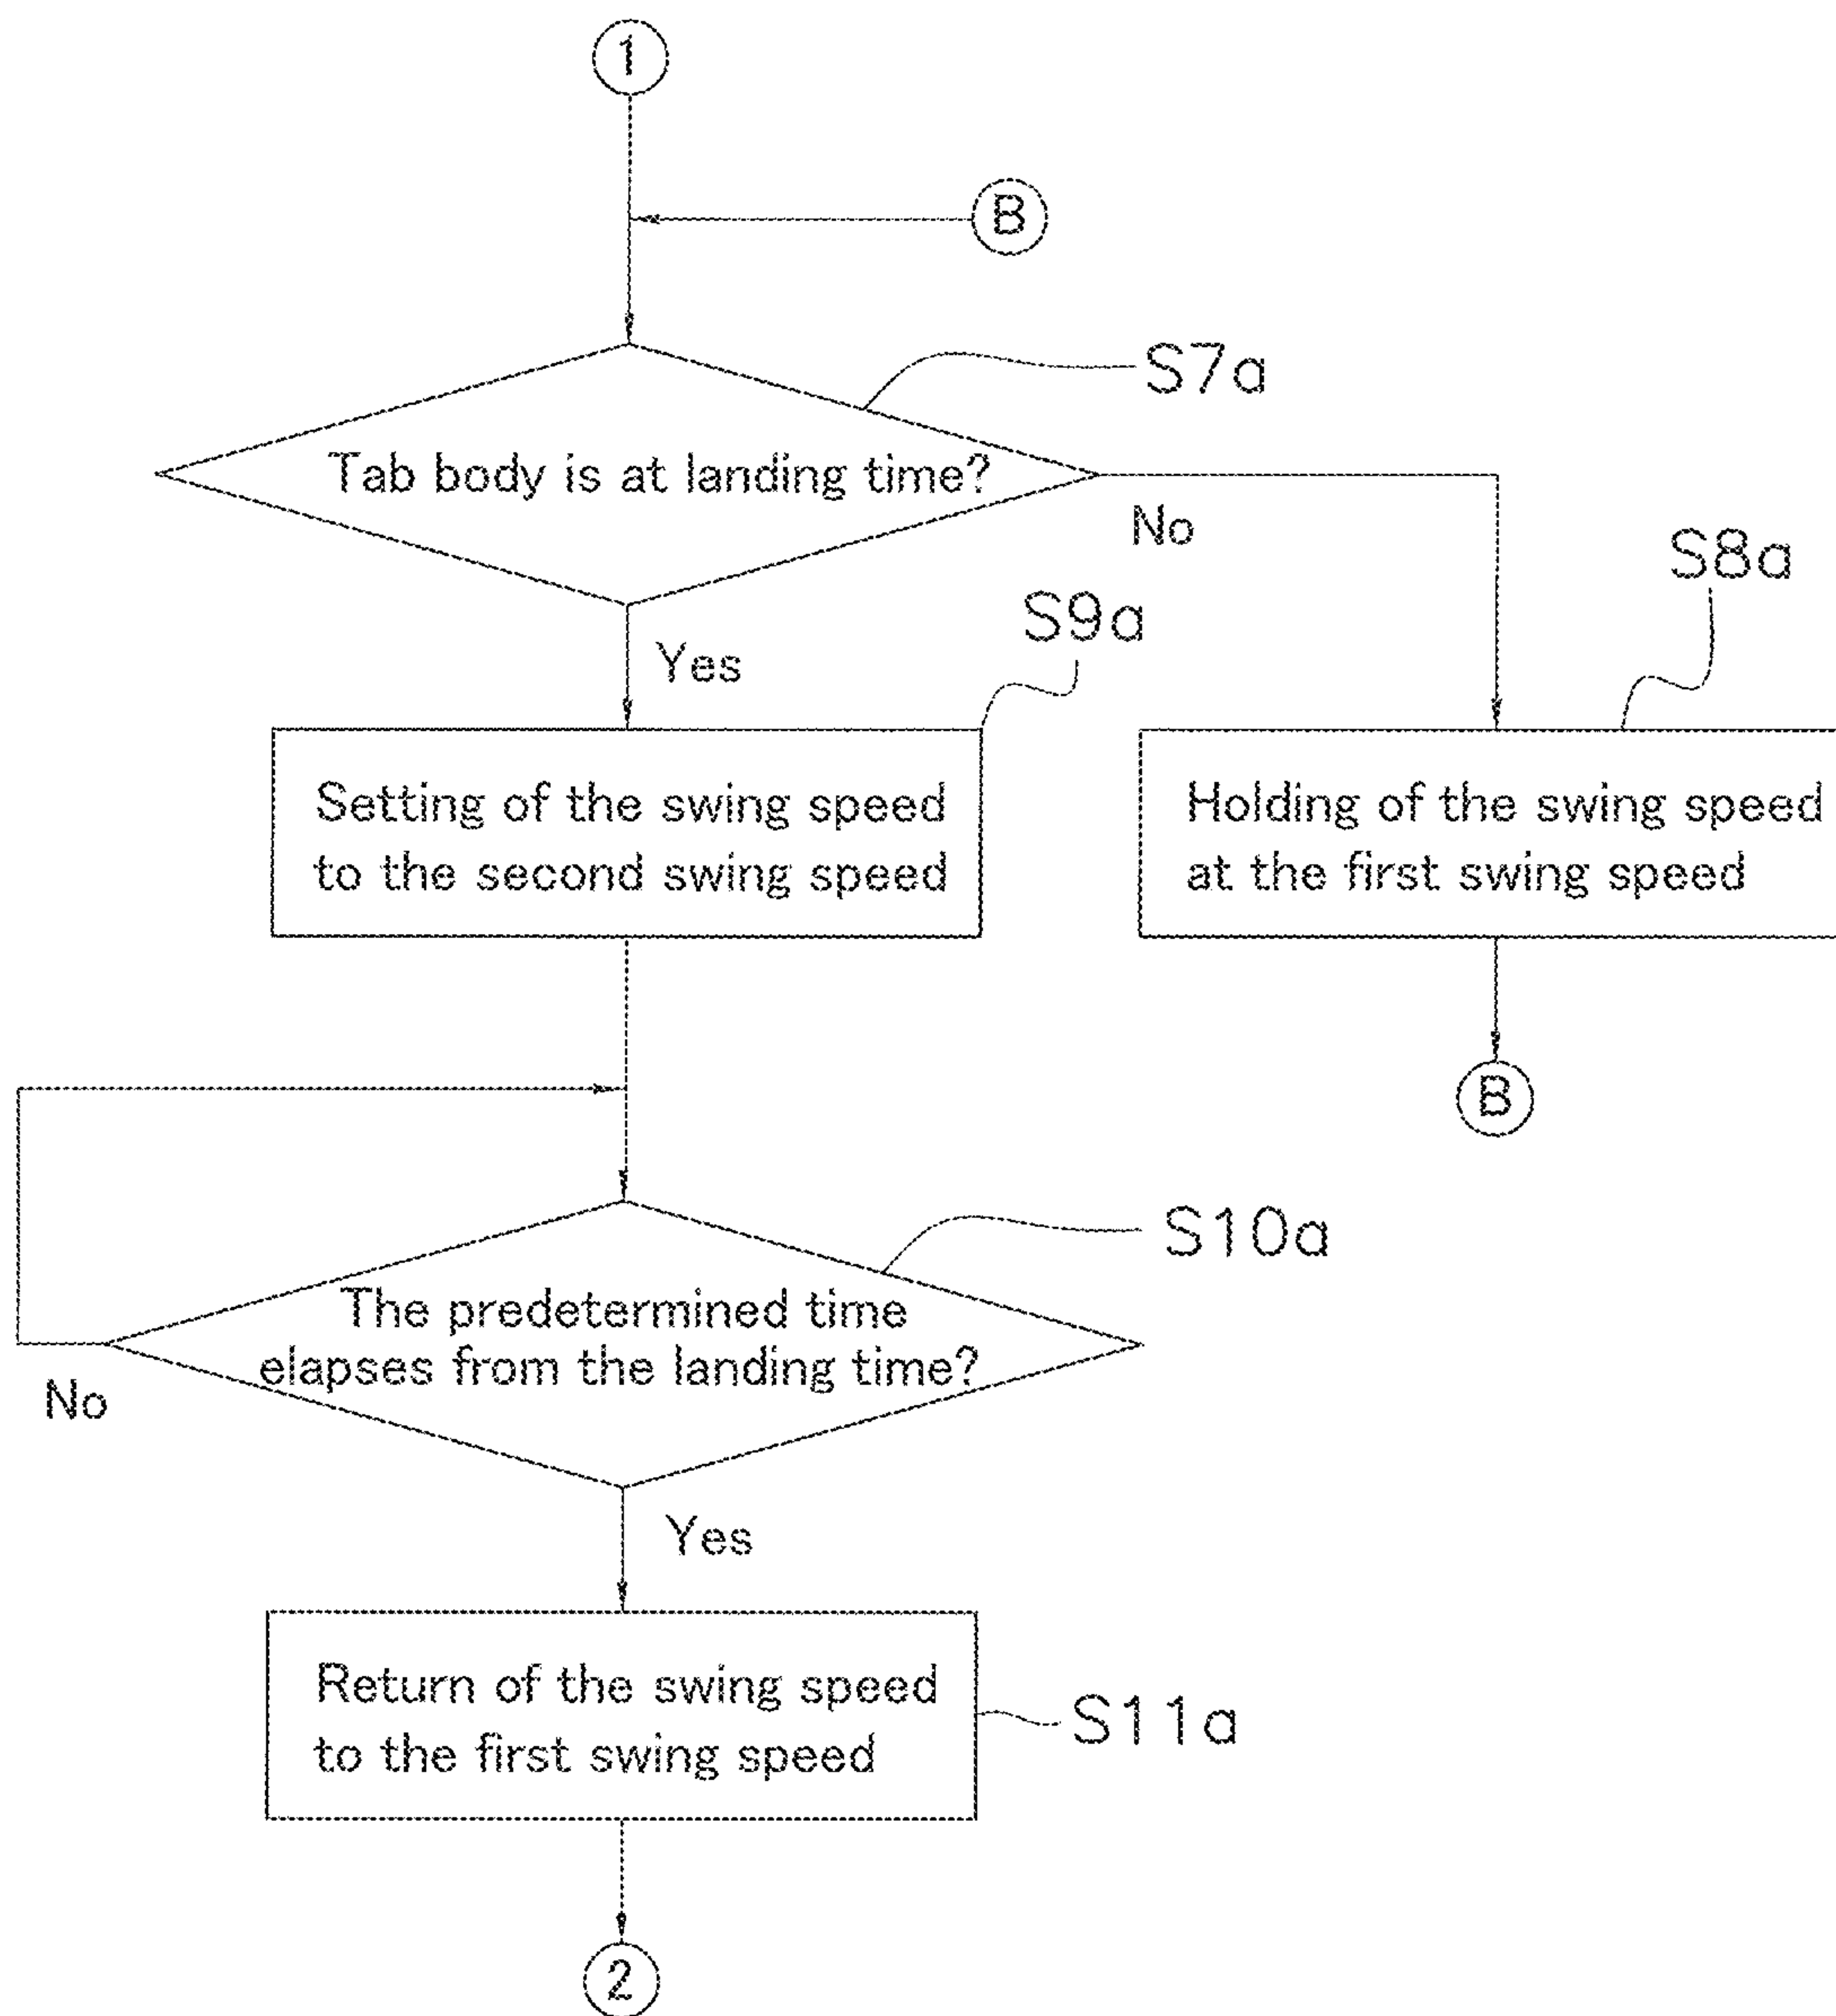 1
B
S7a
Tab body is at landing time?
No
S8a
S9a
Yes
Setting of the swing speed
to the second swing speed
Holding of the swing speed
at the first swing speed
B
S10a
The predetermined time
elapses from the landing time?
No
Yes
Return of the swing speed
to the first swing speed
S11a
2